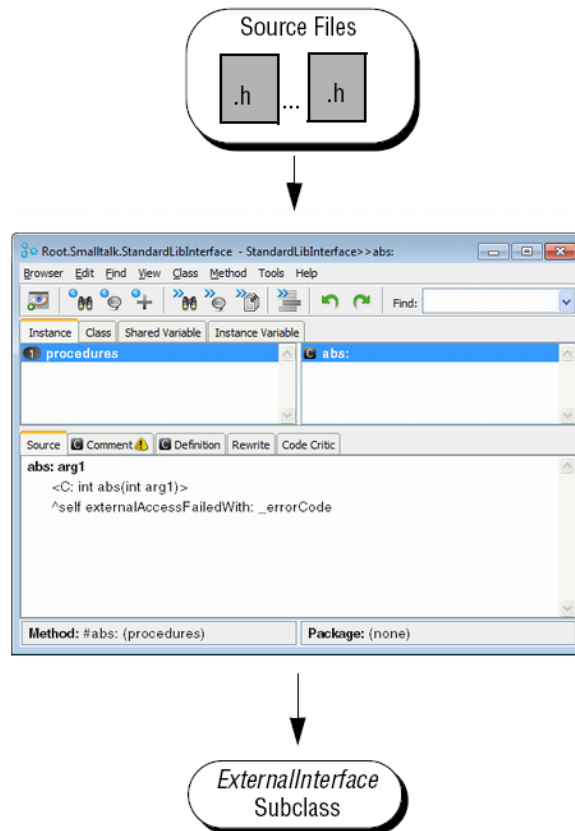 Source Files
.h ... .h
Root.Smalltalk.StandardLibInterface - StandardLibInterface>>abs:
Browser Edit Find View Class Method Tools Help
Find:
Instance Class Shared Variable Instance Variable
1 procedures
C abs:
Source C Comment C Definition Rewrite Code Critic
abs: arg1
<C: int abs(int arg1)>
^self externalAccessFailedWith: _errorCode
Method: #abs: (procedures)
Package: (none)
ExternalInterface
Subclass